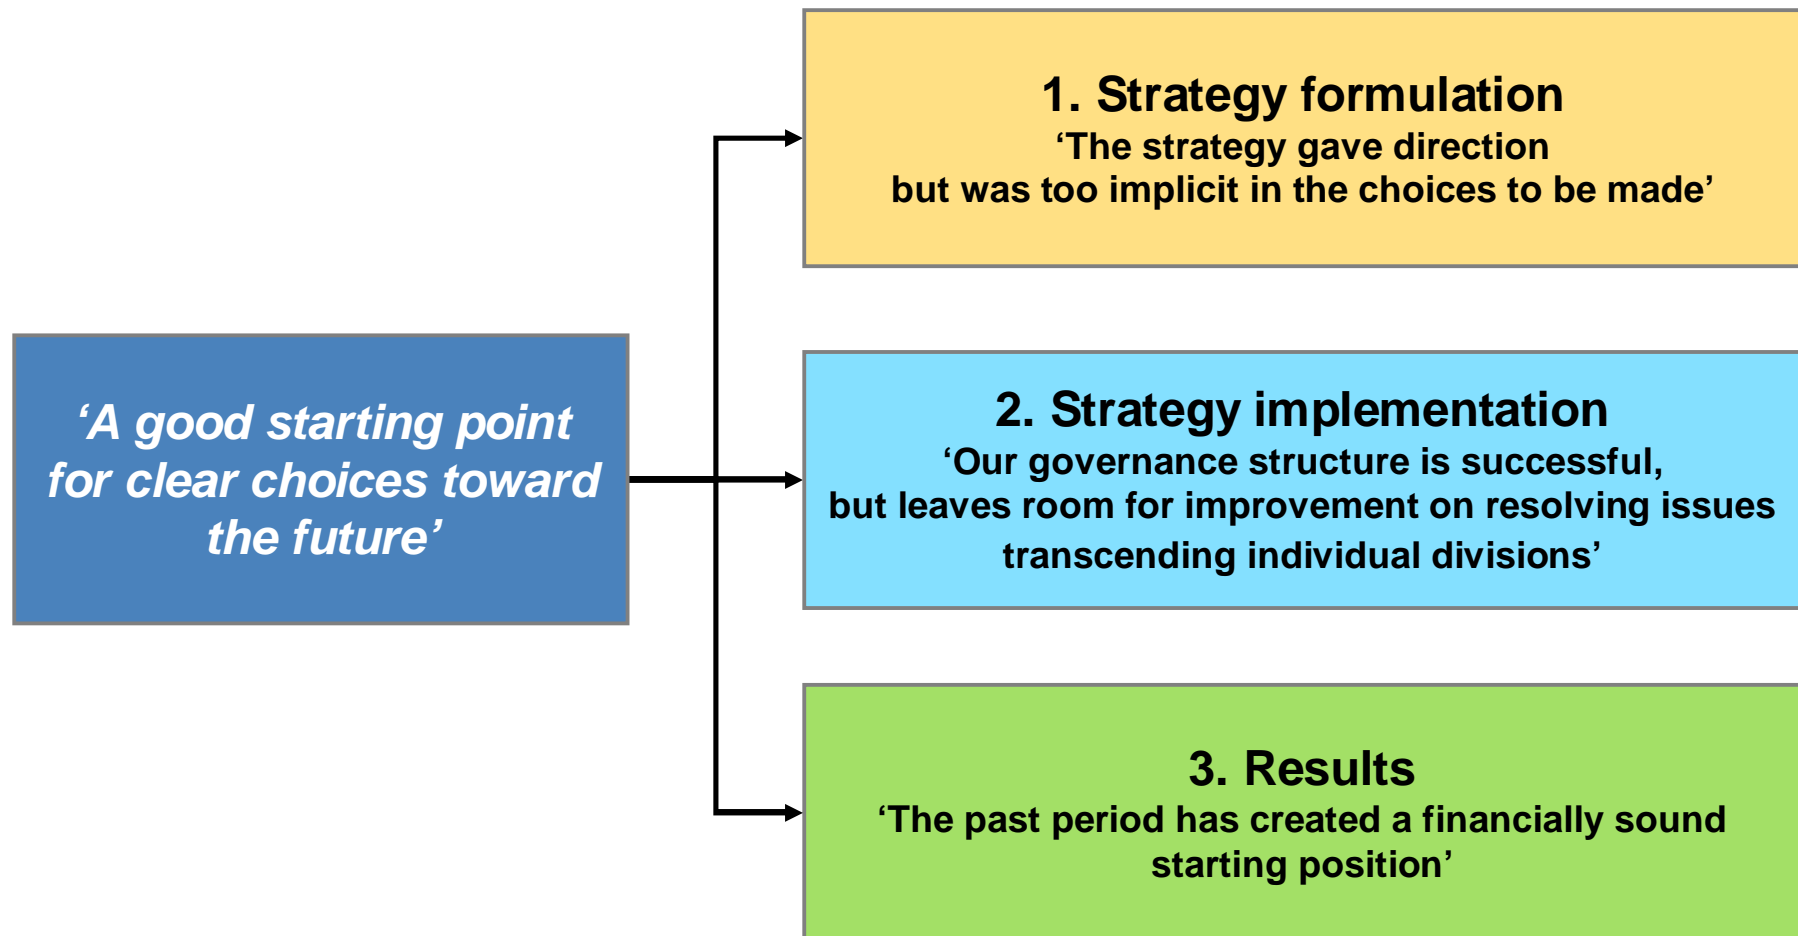 1. Strategy formulation
‘The strategy gave direction
but was too implicit in the choices to be made’
‘A good starting point
for clear choices toward
the future’
2. Strategy implementation
‘Our governance structure is successful,
but leaves room for improvement on resolving issues
transcending individual divisions’
3. Results
‘The past period has created a financially sound
starting position’